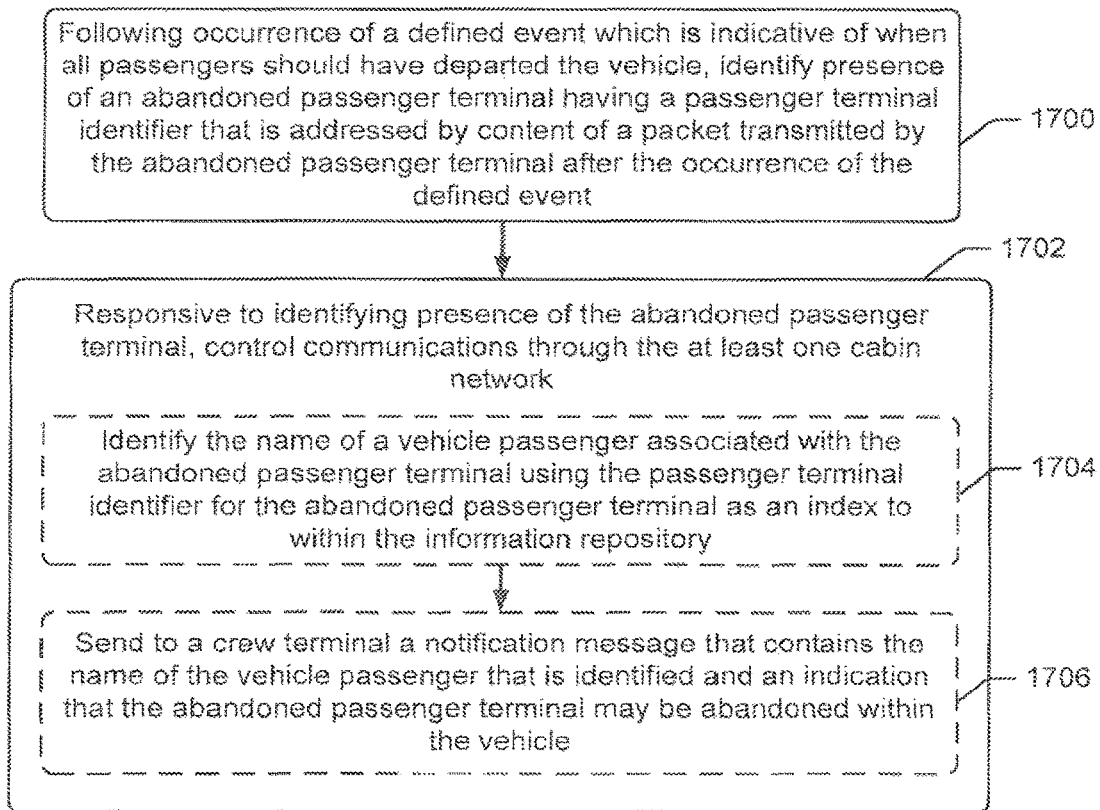 Following occurrence of a defined event which is indicative of when
all passengers should have departed the vehicle, identify presence
of an abandoned passenger terminal having a passenger terminal
identifier that is addressed by content of a packet transmitted by
the abandoned passenger terminal after the occurrence of the
defined event
1700
1702
Responsive to identifying presence of the abandoned passenger
terminal, control communications through the at least one cabin
network
Identify the name of a vehicle passenger associated with the
abandoned passenger terminal using the passenger terminal
identifier for the abandoned passenger terminal as an index to
within the information repository
1704
Send to a crew terminal a notification message that contains the
name of the vehicle passenger that is identified and an indication
that the abandoned passenger terminal may be abandoned within
the vehicle
1706